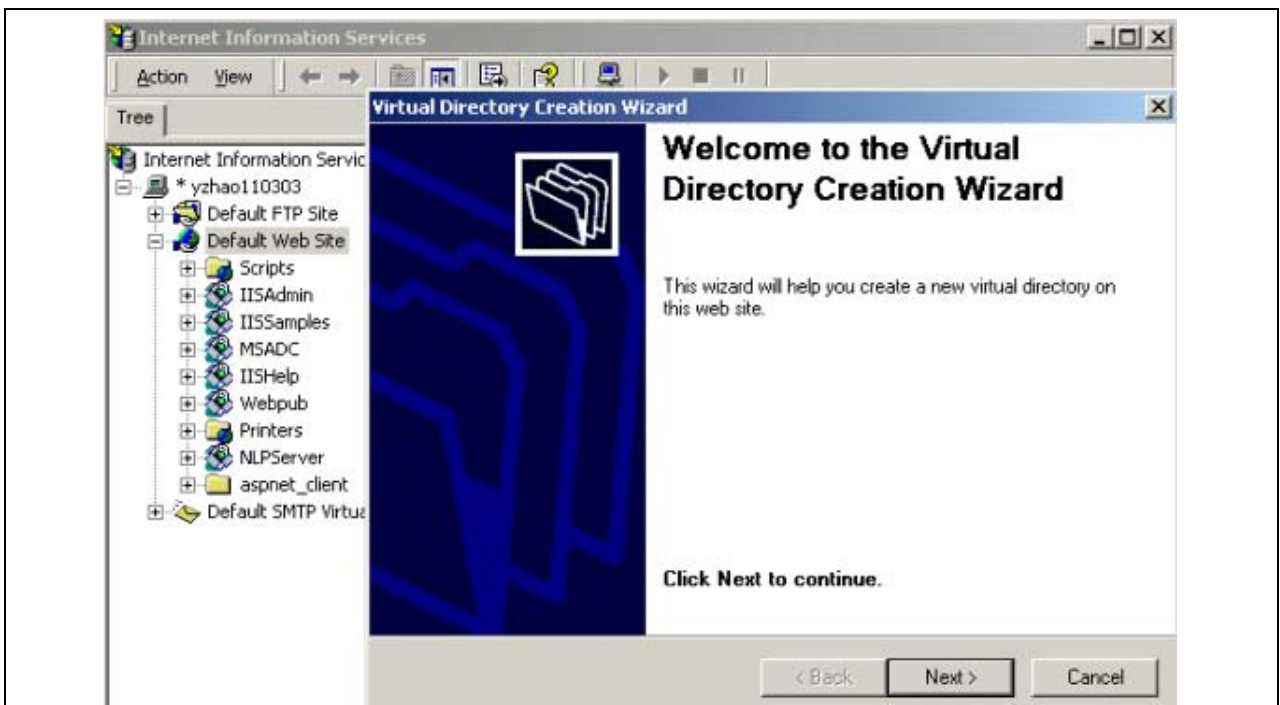 Internet Information Services
Action View
Tree
Internet Information Servic
* yzhao110303
Default FTP Site
Default Web Site
Scripts
IISAdmin
IISSamples
MSADC
IISHelp
Webpub
Printers
NLPServer
aspnet_client
Default SMTP Virtua
Virtual Directory Creation Wizard
Welcome to the Virtual
Directory Creation Wizard
This wizard will help you create a new virtual directory on
this web site.
Click Next to continue.
< Back Next > Cancel